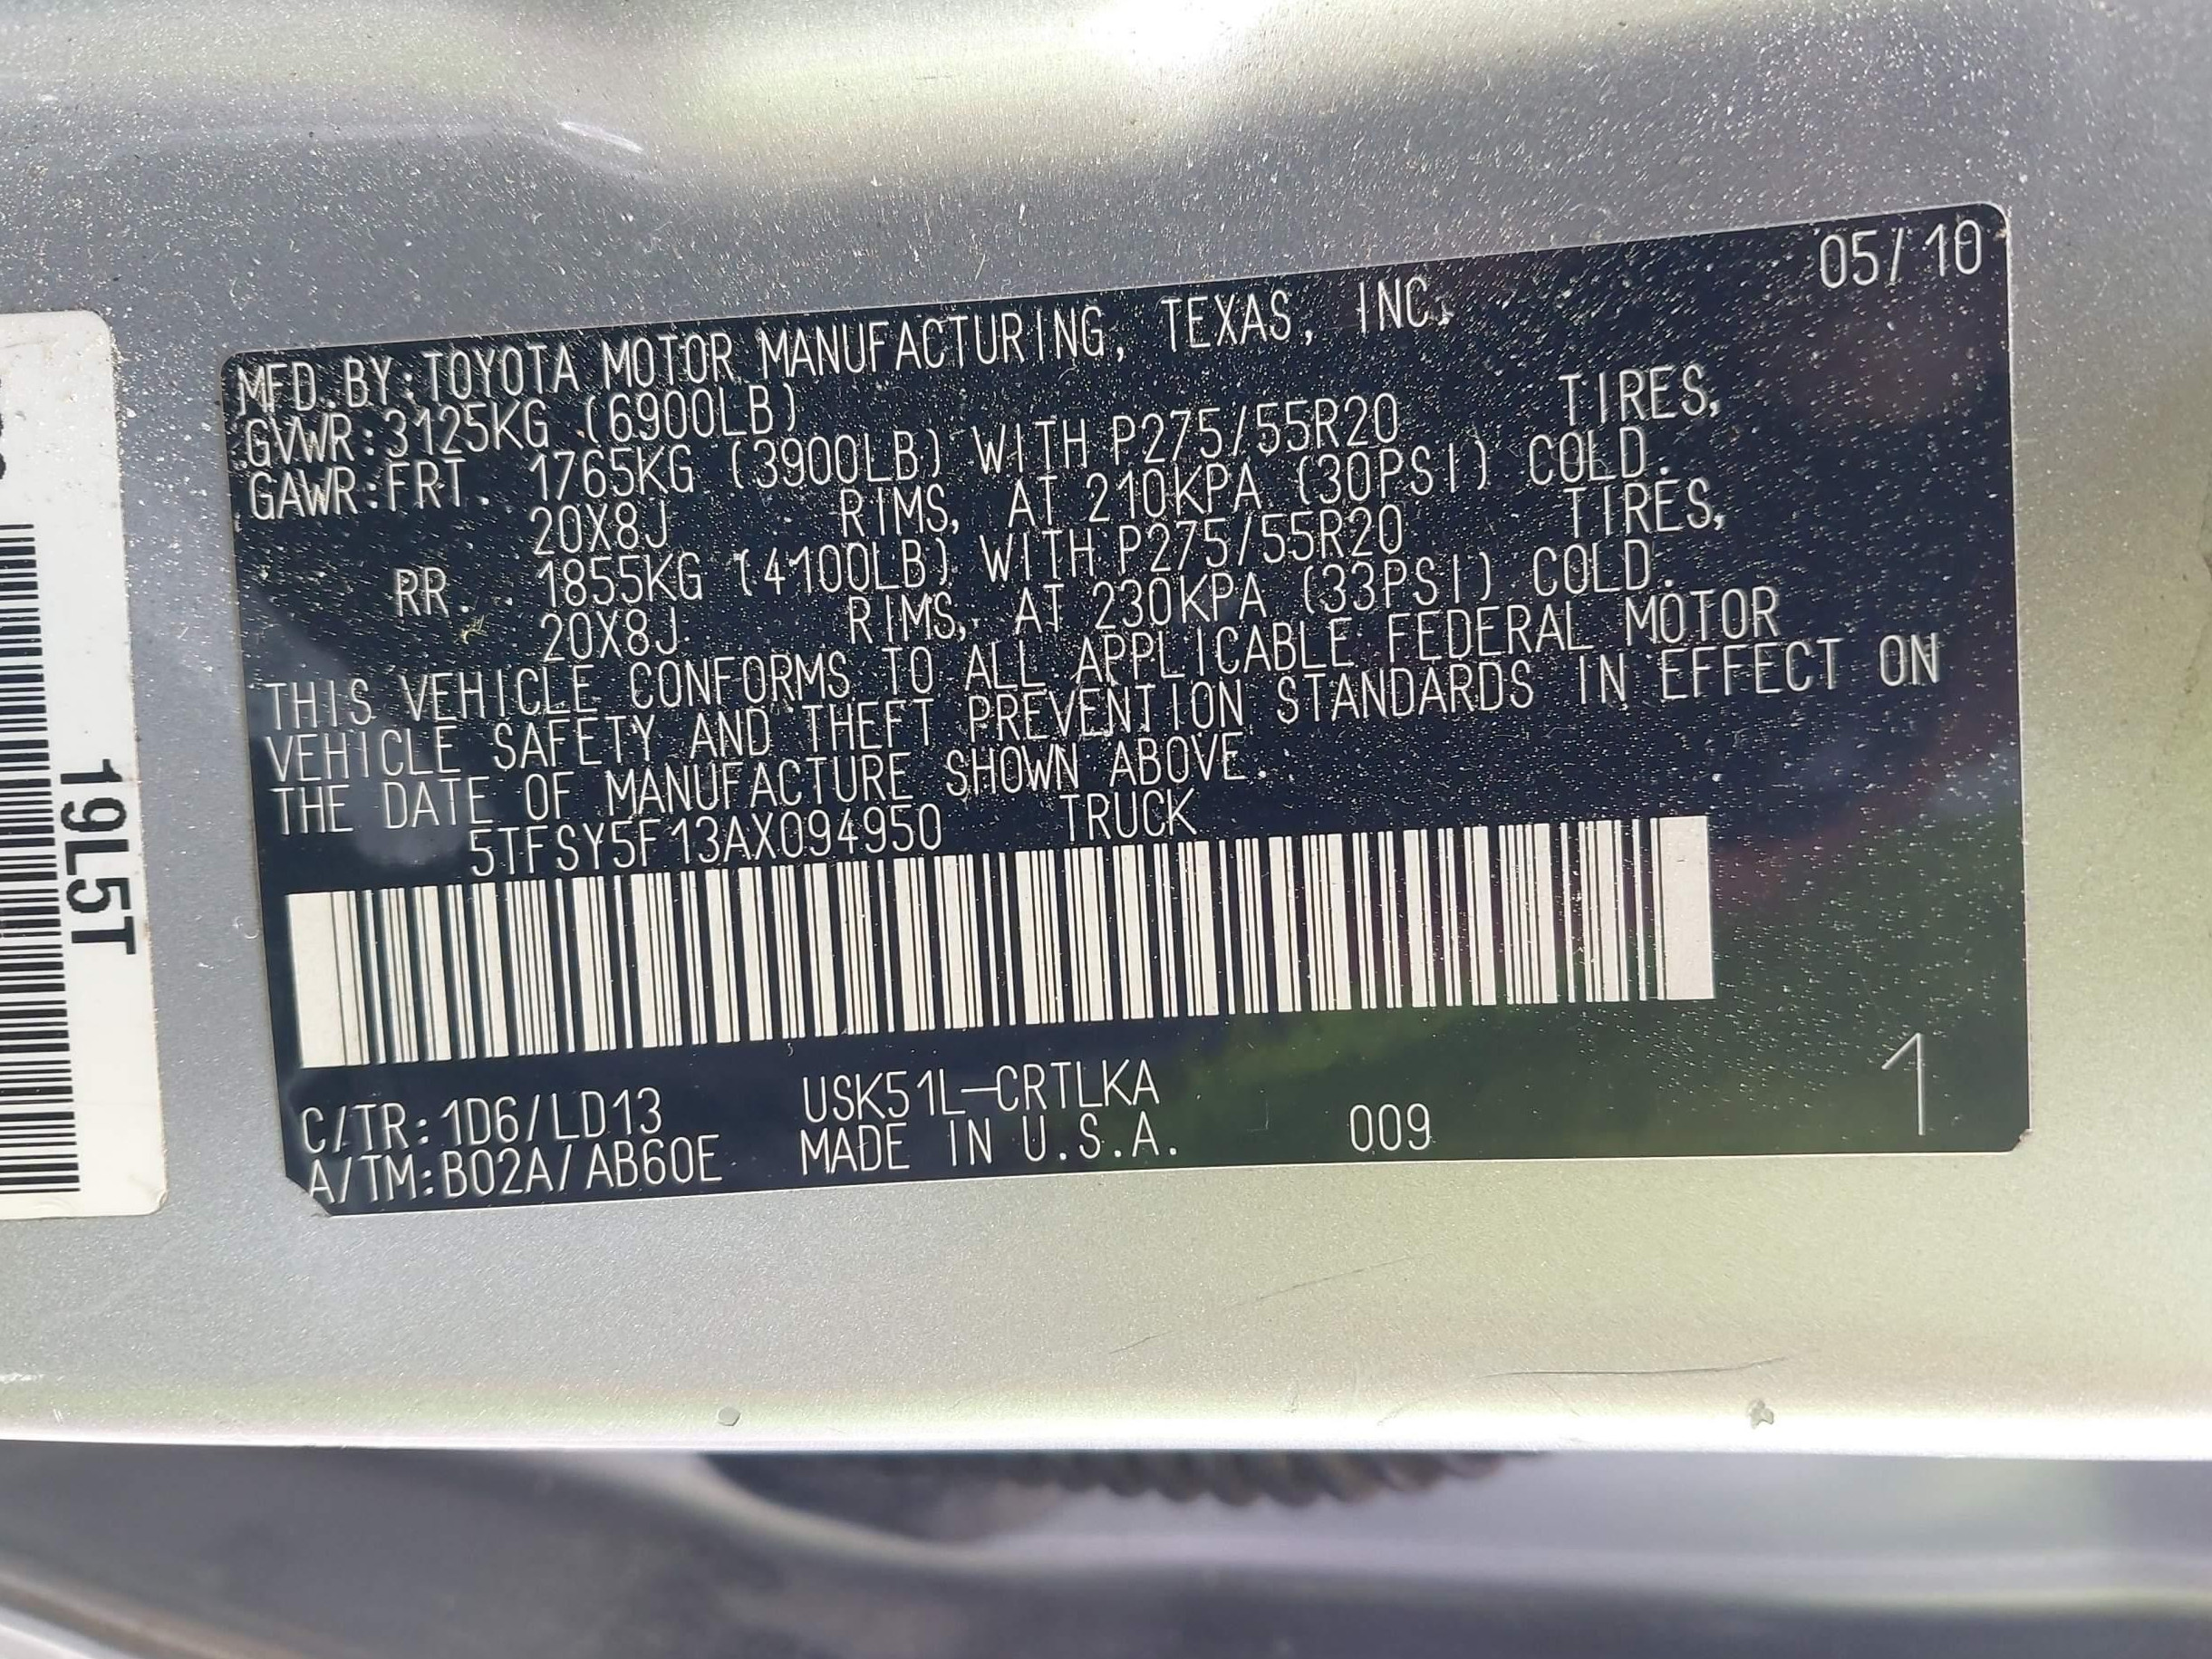 05/10
MFD.BY:TOYOTA MOTOR MANUFACTURING, TEXAS, INC.
GVWR:3125KG (6900LB)
GAWR:FRT. 1765KG (3900LB) WITH P275/55R20 TIRES,
20X8J RIMS, AT 210KPA (30PSI) COLD.
RR. 1855KG (4100LB) WITH P275/55R20 TIRES,
20X8J RIMS, AT 230KPA (33PSI) COLD.
THIS VEHICLE CONFORMS TO ALL APPLICABLE FEDERAL MOTOR
VEHICLE SAFETY AND THEFT PREVENTION STANDARDS IN EFFECT ON
THE DATE OF MANUFACTURE SHOWN ABOVE.
5TFSY5F13AX094950 TRUCK
C/TR:1D6/LD13 USK51L-CRTLKA
A/TM:B02A/AB60E MADE IN U.S.A. 009 1
19L5T